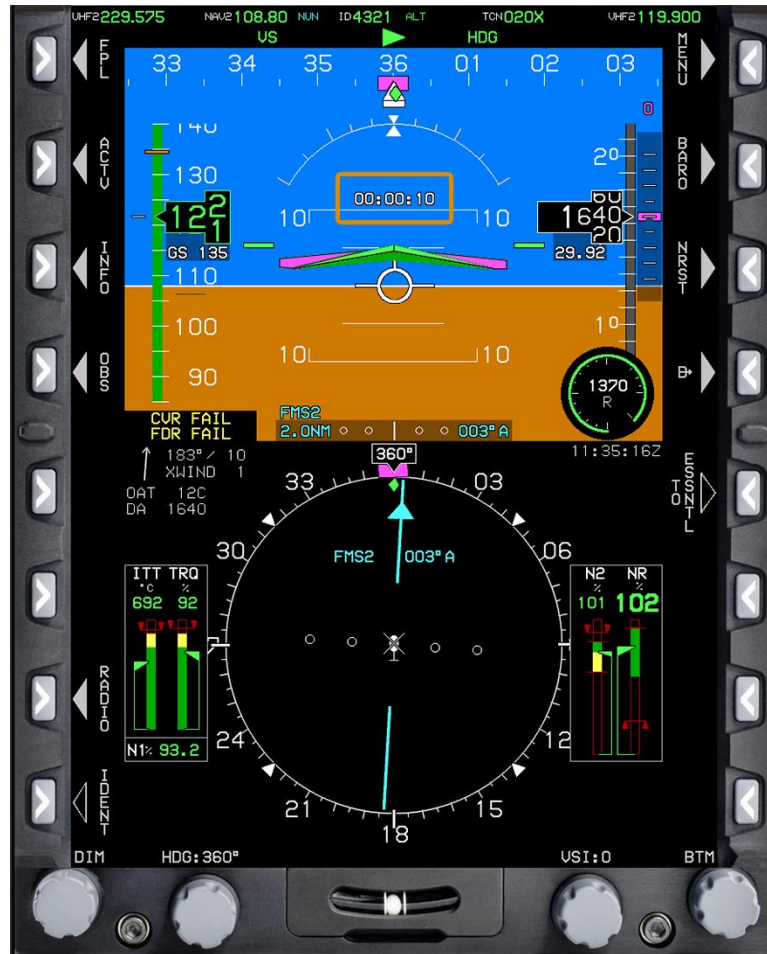 VHF2 229.575 NAV2 108.80 NUN ID 4321 ALT TCN 020X VHF2 119.900
VS HDG
33 34 35 36 01 02 03
FPL
ACTV
INFO
OBS
RADIO
IDENT
MENU
BARO
NRST
ESSNTL
TO
0
140
130
122
1
GS 135
110
100
90
00:00:10
10 10
10 10
20
60
1640
20
29.92
10
1370
R
CVR FAIL
FDR FAIL
FMS2
2.0NM 003° A
183°/ 10
XWIND 1
OAT 12C
DA 1640
360°
11:35:16Z
33 03
30 06
24 12
21 15
18
FMS2 003° A
ITT TRQ
°C %
692 92
N1% 93.2
N2 NR
% %
101 102
DIM HDG:360° VSI:0 BTM